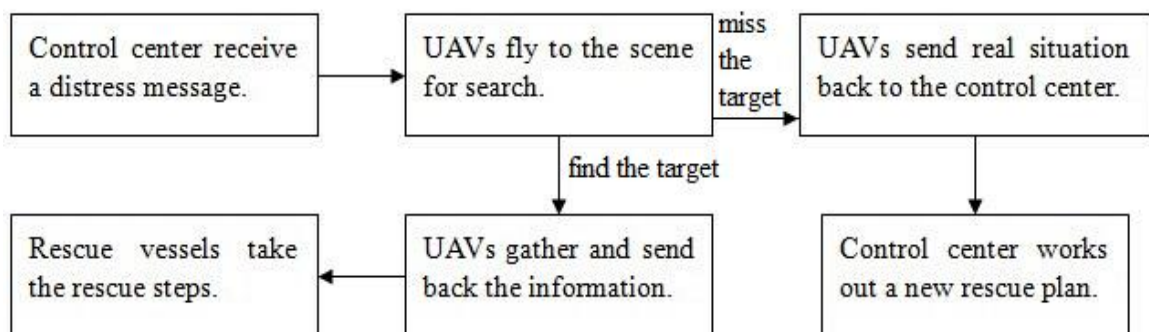 Control center receive
a distress message.
UAVs fly to the scene
for search.
miss
the
target
UAVs send real situation
back to the control center.
find the target
Rescue vessels take
the rescue steps.
UAVs gather and send
back the information.
Control center works
out a new rescue plan.